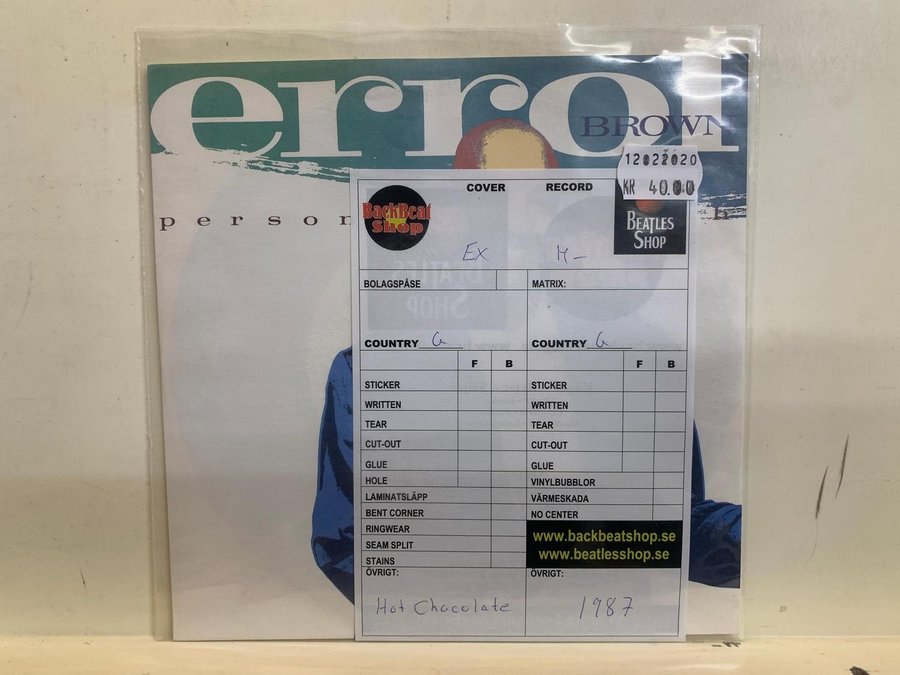 errol
BROWN
12022020
KR 40.00
person
h
COVER RECORD
BackBeat
Shop
BEATLES
SHOP
EX M-
BOLAGSPÅSE MATRIX:
COUNTRY G COUNTRY G
F B F B
STICKER STICKER
WRITTEN WRITTEN
TEAR TEAR
CUT-OUT CUT-OUT
GLUE GLUE
HOLE VINYLBUBBLOR
LAMINATSLÄPP VÄRMESKADA
BENT CORNER NO CENTER
RINGWEAR
SEAM SPLIT
STAINS
www.backbeatshop.se
www.beatlesshop.se
ÖVRIGT: ÖVRIGT:
Hot Chocolate 1987